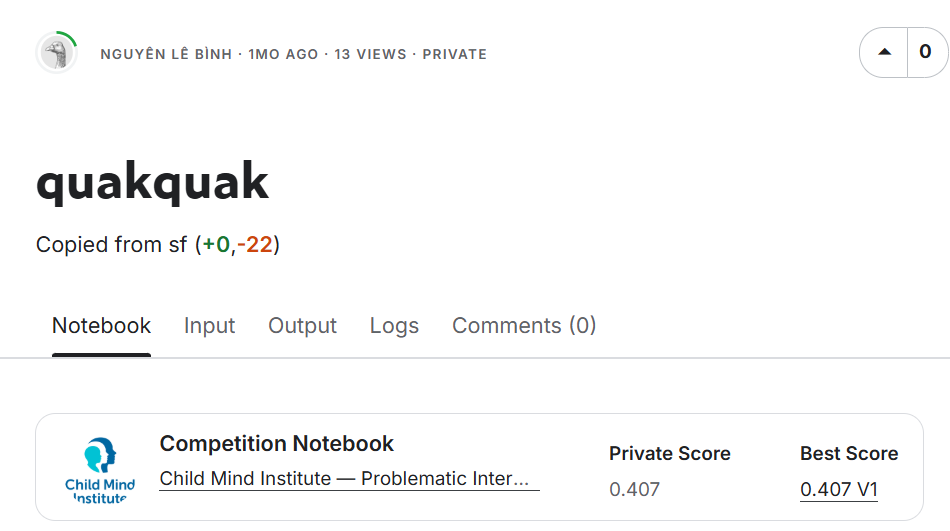 NGUYÊN LÊ BÌNH · 1MO AGO · 13 VIEWS · PRIVATE
0
quakquak
Copied from sf (+0,-22)
Notebook Input Output Logs Comments (0)
Child Mind
Institute
Competition Notebook
Child Mind Institute — Problematic Inter...
Private Score
0.407
Best Score
0.407 V1